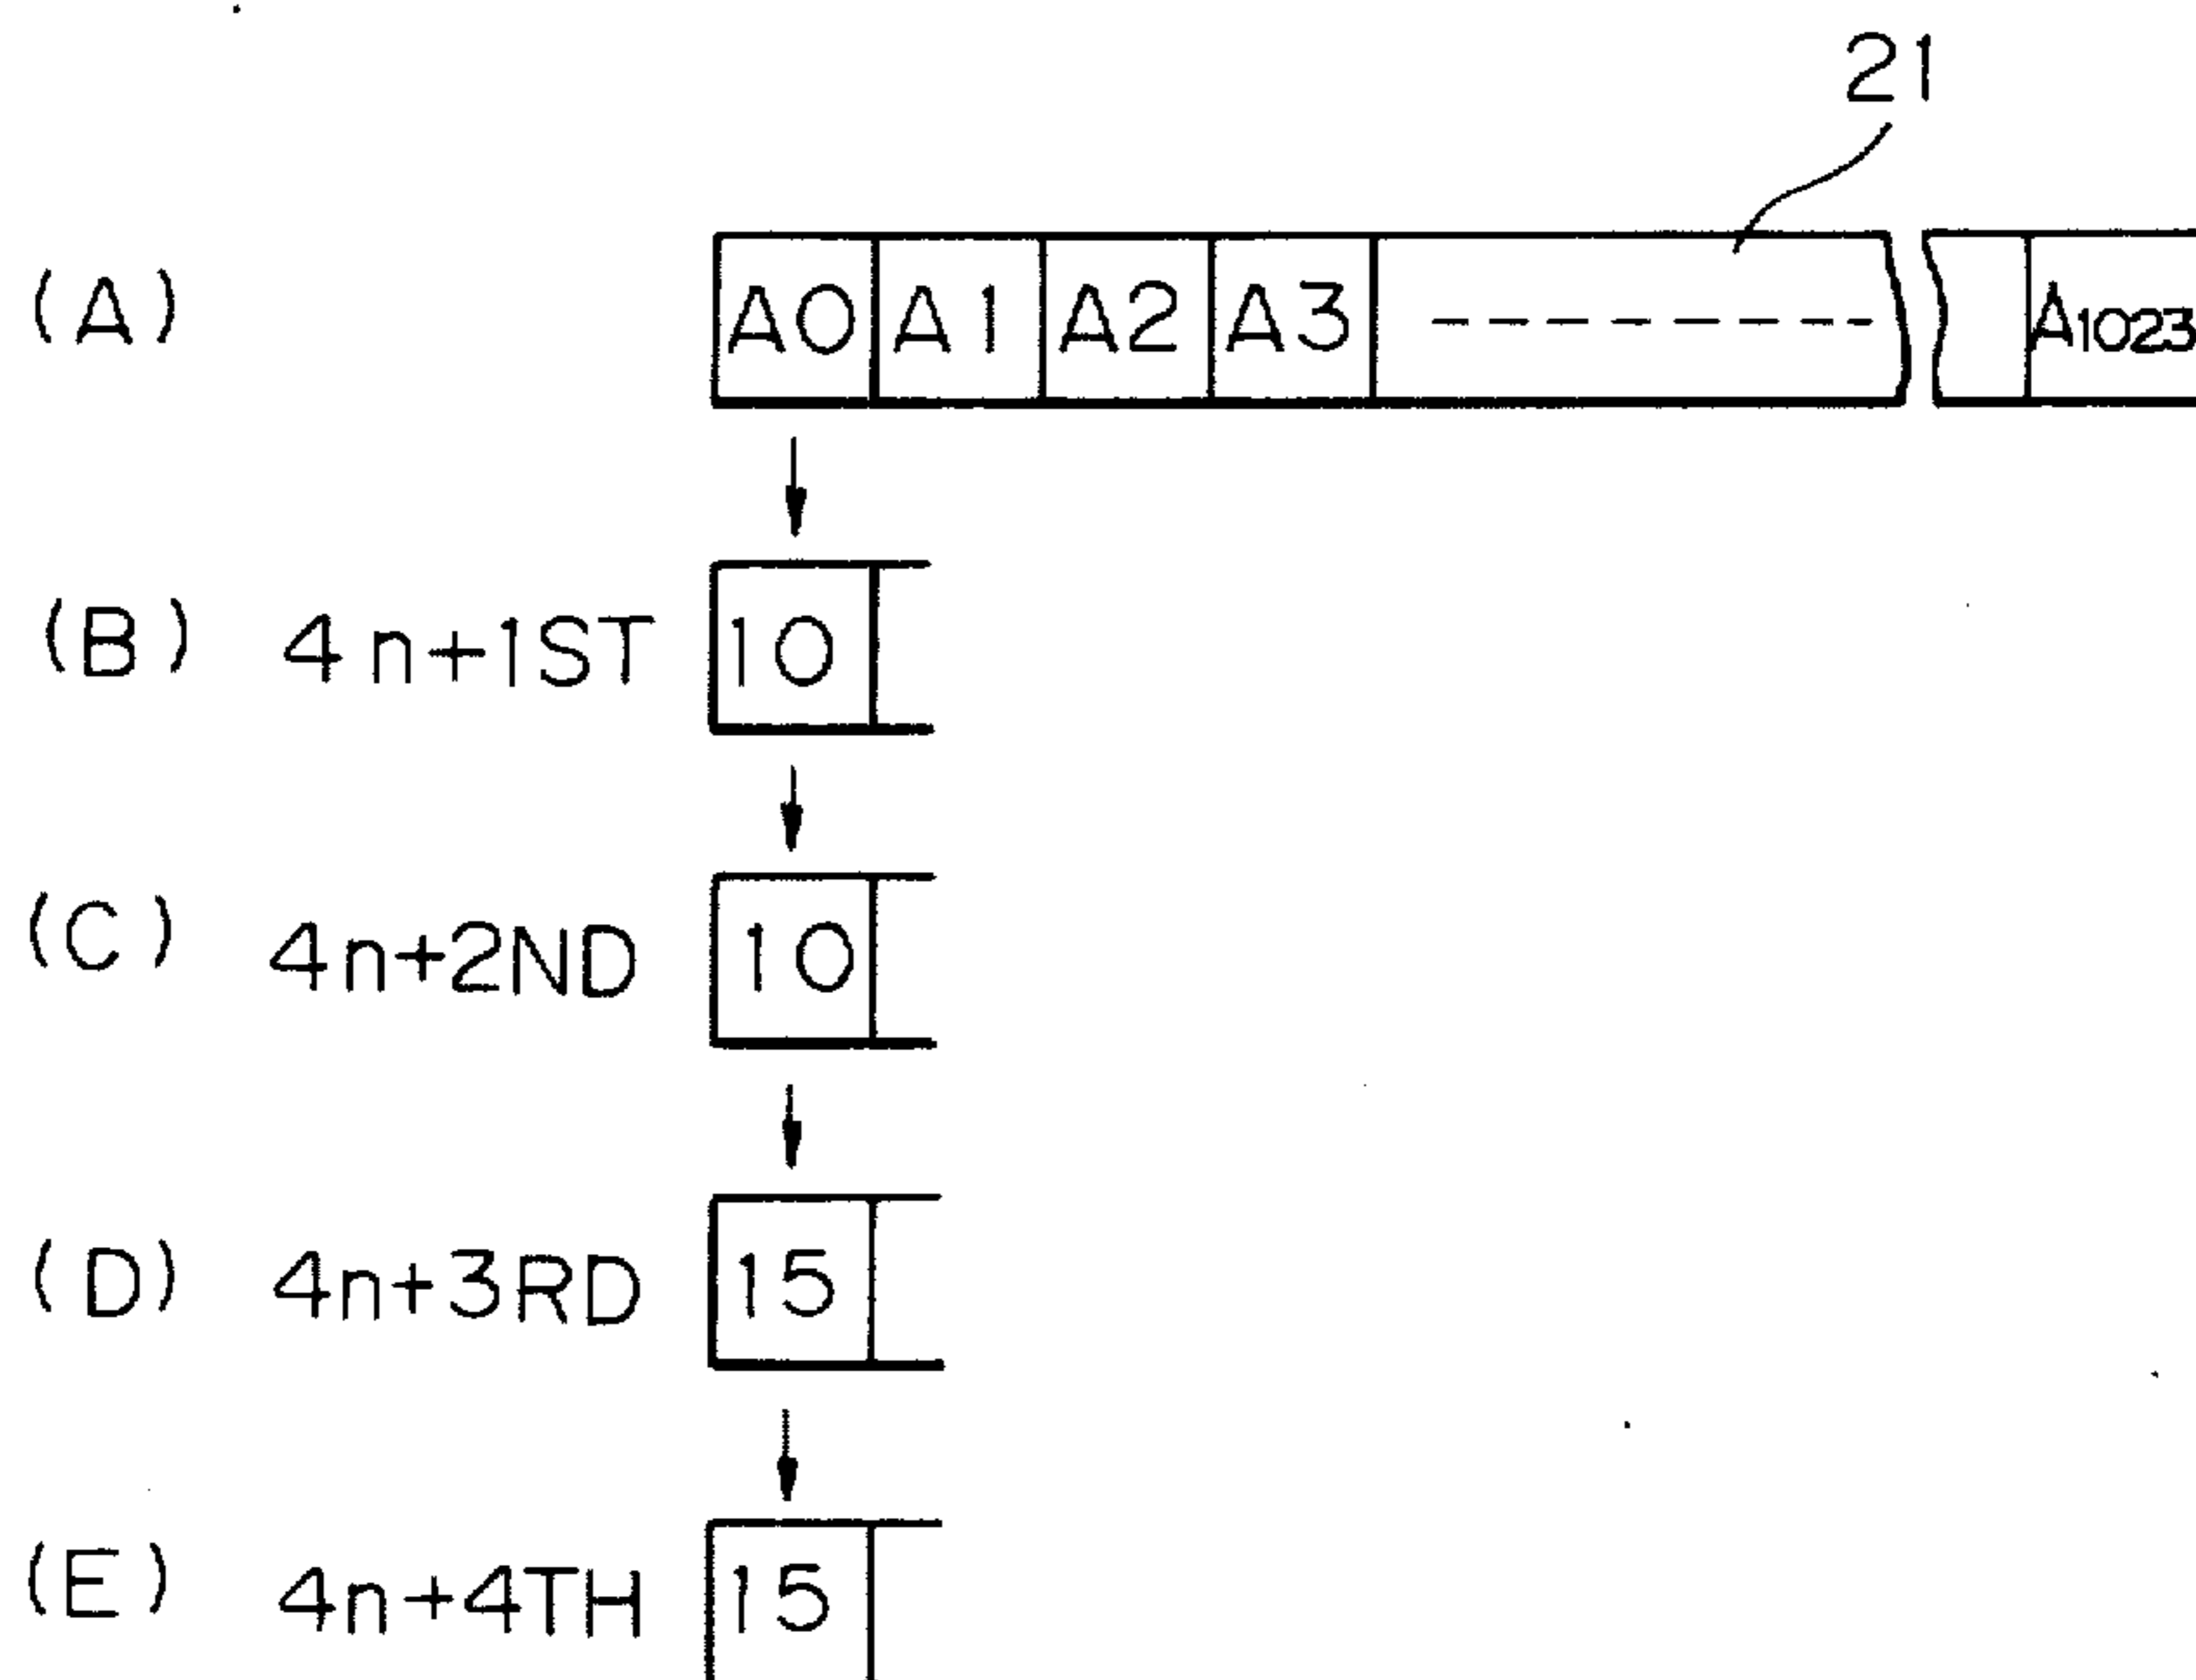 21
(A) A0 A1 A2 A3 A1023
(B) 4n+1ST 10
(C) 4n+2ND 10
(D) 4n+3RD 15
(E) 4n+4TH 15